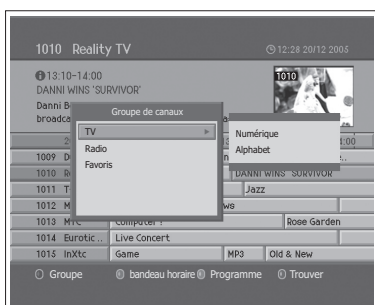 1010 Reality TV 12:28 20/12 2005
13:10-14:00
DANNI WINS 'SURVIVOR'
1010
Danni B
broadca
Groupe de canaux
TV
Radio
Favoris
Numérique
Alphabet
1009 D
1010 R DANNI WINS 'SURVIVOR'
1011 T Jazz
1012 M ws
1013 MTC Computer ! Rose Garden
1014 Eurotic .. Live Concert
1015 InXtc Game MP3 Old & New
Groupe bandeau horaire Programme Trouver